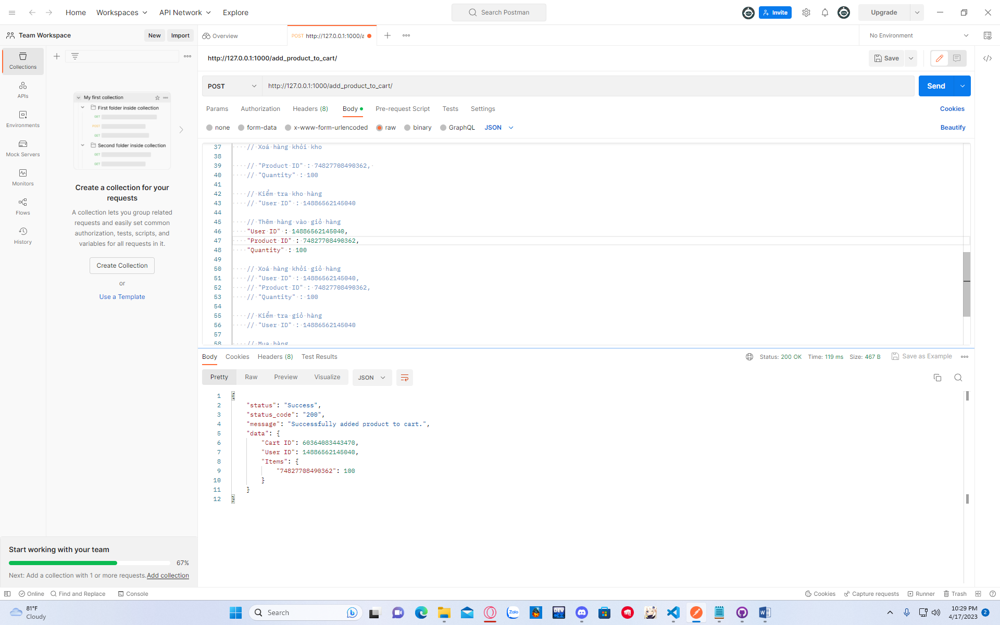 Home
Workspaces
API Network
Explore
Search Postman
Invite
Upgrade
Team Workspace
New
Import
Overview
POST http://127.0.0.1:1000/a
No Environment
http://127.0.0.1:1000/add_product_to_cart/
Save
Collections
APIs
Environments
Mock Servers
Monitors
Flows
History
My first collection
First folder inside collection
GET
POST
GET
Second folder inside collection
GET
GET
Create a collection for your
requests
A collection lets you group related
requests and easily set common
authorization, tests, scripts, and
variables for all requests in it.
Create Collection
or
Use a Template
POST
http://127.0.0.1:1000/add_product_to_cart/
Send
Params
Authorization
Headers (8)
Body
Pre-request Script
Tests
Settings
Cookies
none
form-data
x-www-form-urlencoded
raw
binary
GraphQL
JSON
Beautify
37 // Xoá hàng khỏi kho
38
39 // "Product ID" : 74827708490362,
40 // "Quantity" : 100
41
42 // Kiểm tra kho hàng
43 // "User ID" : 14886562145040
44
45 // Thêm hàng vào giỏ hàng
46 "User ID" : 14886562145040,
47 "Product ID" : 74827708490362,
48 "Quantity" : 100
49
50 // Xoá hàng khỏi giỏ hàng
51 // "User ID" : 14886562145040,
52 // "Product ID" : 74827708490362,
53 // "Quantity" : 100
54
55 // Kiểm tra giỏ hàng
56 // "User ID" : 14886562145040
57
58 // Mua hàng
Body
Cookies
Headers (8)
Test Results
Status: 200 OK
Time: 119 ms
Size: 467 B
Save as Example
Pretty
Raw
Preview
Visualize
JSON
1 {
2 "status": "Success",
3 "status_code": "200",
4 "message": "Successfully added product to cart.",
5 "data": {
6 "Cart ID": 60364083443470,
7 "User ID": 14886562145040,
8 "Items": {
9 "74827708490362": 100
10 }
11 }
12 }
Start working with your team
67%
Next: Add a collection with 1 or more requests. Add collection
Online
Find and Replace
Console
Cookies
Capture requests
Runner
Trash
81°F
Cloudy
Search
Zalo
DEV
10:29 PM
4/17/2023
2